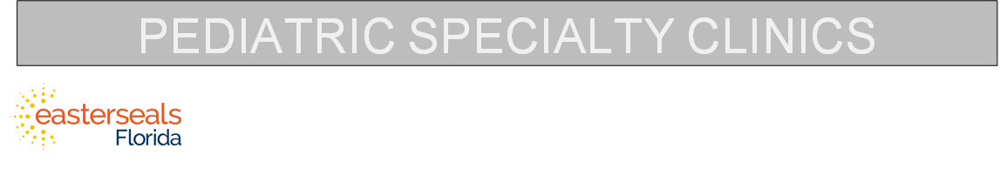 PEDIATRIC SPECIALTY CLINICS
easterseals
Florida